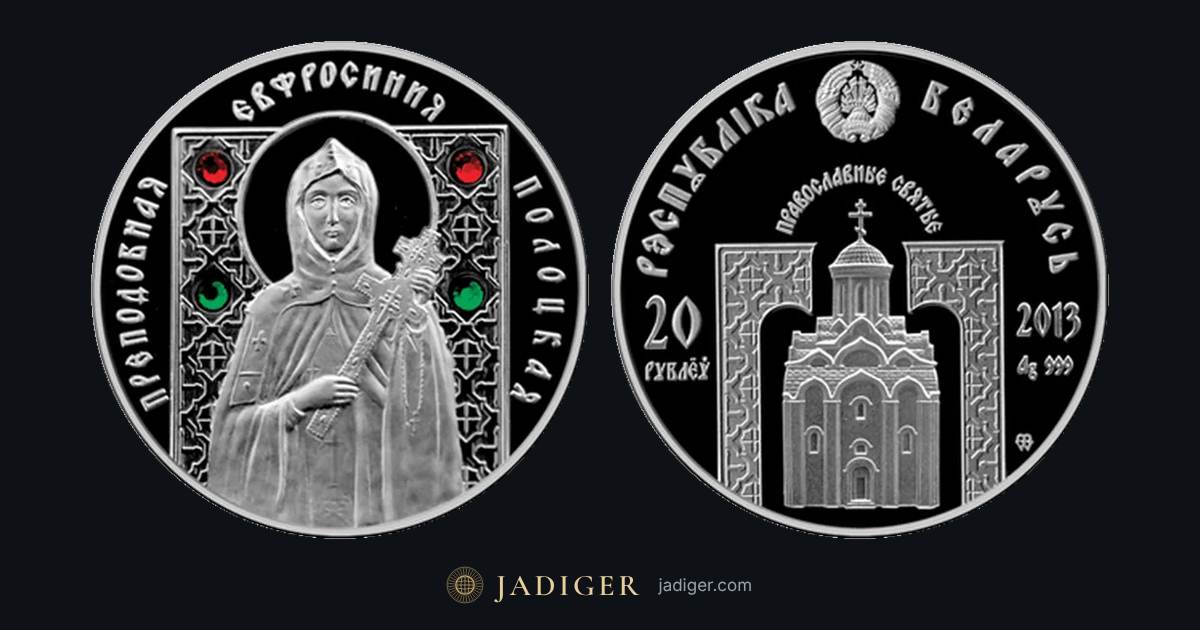 ПРЕПОДОБНАЯ
ЕВФРОСИНИЯ
ПОЛОЦКАЯ
РЭСПУБЛІКА БЕЛАРУСЬ
ПРАВОСЛАВНЫЕ СВЯТЫЕ
20
РУБЛЁЎ
2013
Ag 999
JADIGER
jadiger.com